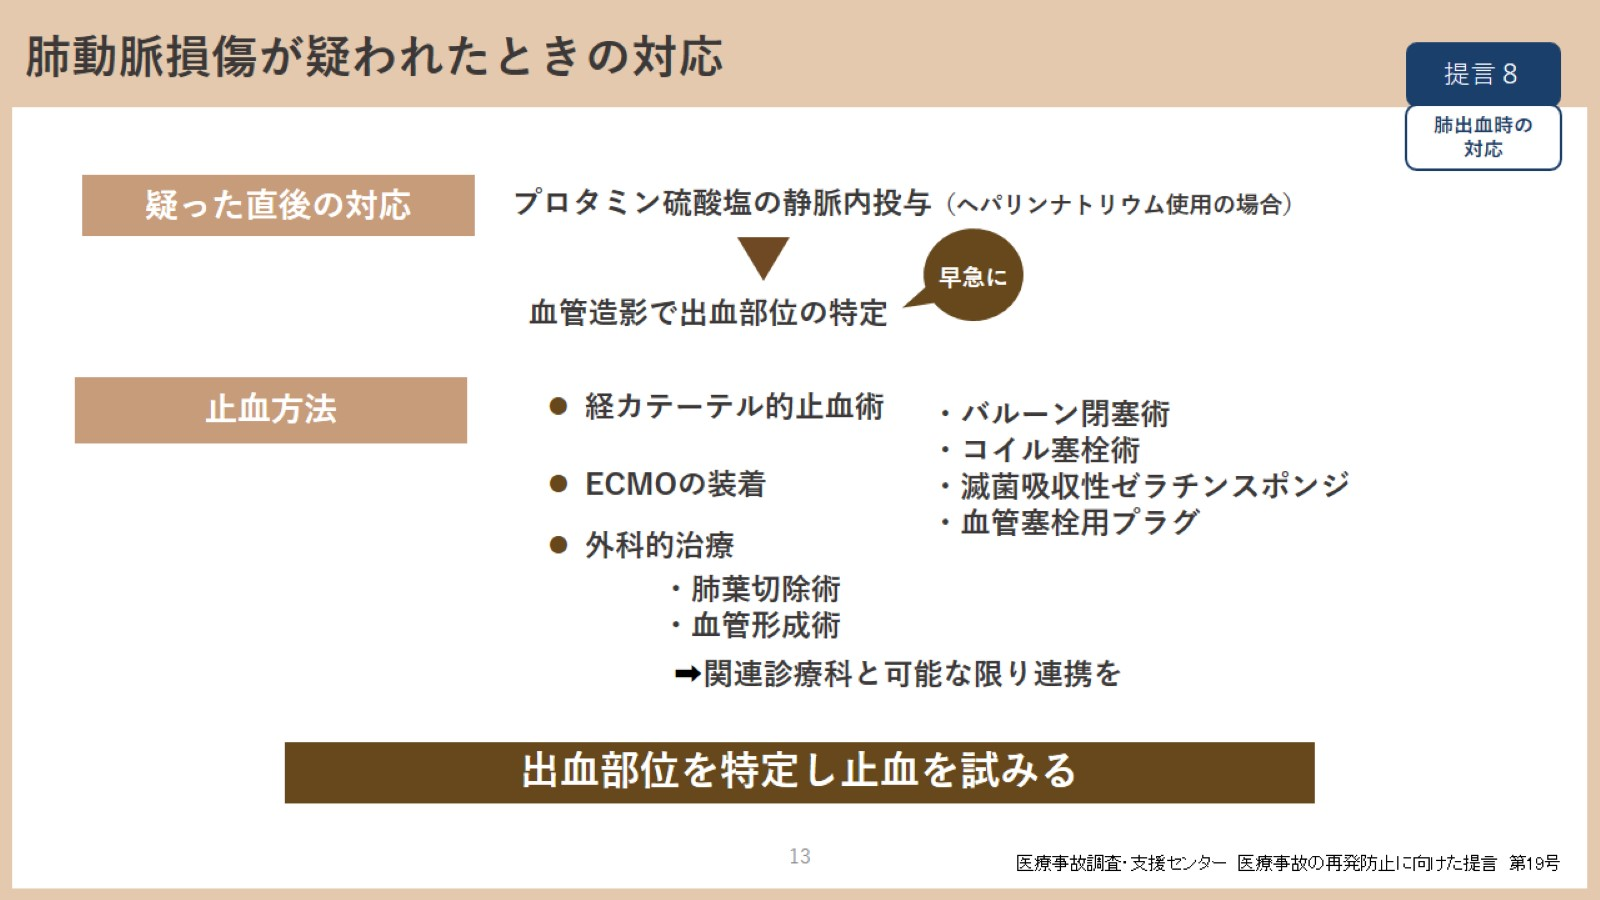 肺動脈損傷が疑われたときの対応
提言８
肺出血時の
対応
疑った直後の対応
プロタミン硫酸塩の静脈内投与（ヘパリンナトリウム使用の場合）
早急に
血管造影で出血部位の特定
止血方法
● 経カテーテル的止血術
・バルーン閉塞術
・コイル塞栓術
・滅菌吸収性ゼラチンスポンジ
・血管塞栓用プラグ
● ECMOの装着
● 外科的治療
・肺葉切除術
・血管形成術
➡関連診療科と可能な限り連携を
出血部位を特定し止血を試みる
13
医療事故調査・支援センター 医療事故の再発防止に向けた提言 第19号